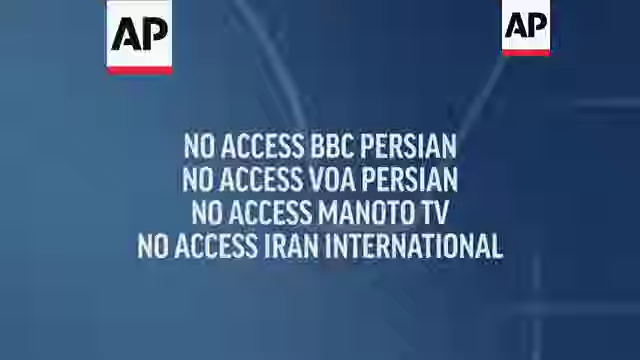 AP
AP
NO ACCESS BBC PERSIAN
NO ACCESS VOA PERSIAN
NO ACCESS MANOTO TV
NO ACCESS IRAN INTERNATIONAL